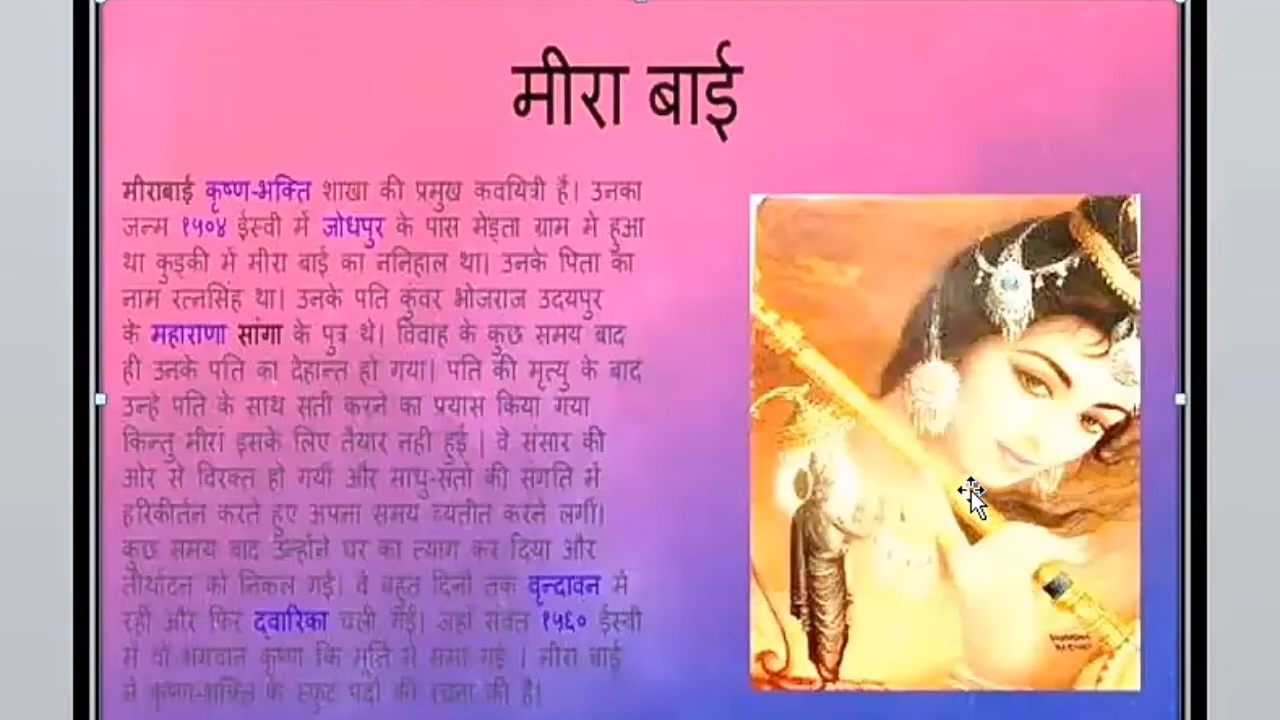 मीरा बाई
मीराबाई कृष्ण-भक्ति शाखा की प्रमुख कवयित्री हैं। उनका
जन्म १५०४ ईस्वी में जोधपुर के पास मेड्ता ग्राम मे हुआ
था कुड्की में मीरा बाई का ननिहाल था। उनके पिता का
नाम रत्नसिंह था। उनके पति कुंवर भोजराज उदयपुर
के महाराणा सांगा के पुत्र थे। विवाह के कुछ समय बाद
ही उनके पति का देहान्त हो गया। पति की मृत्यु के बाद
उन्हे पति के साथ सती करने का प्रयास किया गया
किन्तु मीरां इसके लिए तैयार नही हुई | वे संसार की
ओर से विरक्त हो गयीं और साधु-संतों की संगति में
हरिकीर्तन करते हुए अपना समय व्यतीत करने लगीं।
कुछ समय बाद उन्होंने घर का त्याग कर दिया और
तीर्थाटन को निकल गईं। वे बहुत दिनों तक वृन्दावन में
रहीं और फिर द्वारिका चली गईं। जहाँ संवत १५६० ईस्वी
में वो भगवान कृष्ण कि मूर्ति मे समा गई । मीरा बाई
ने कृष्ण-भक्ति के स्फुट पदों की रचना की है।